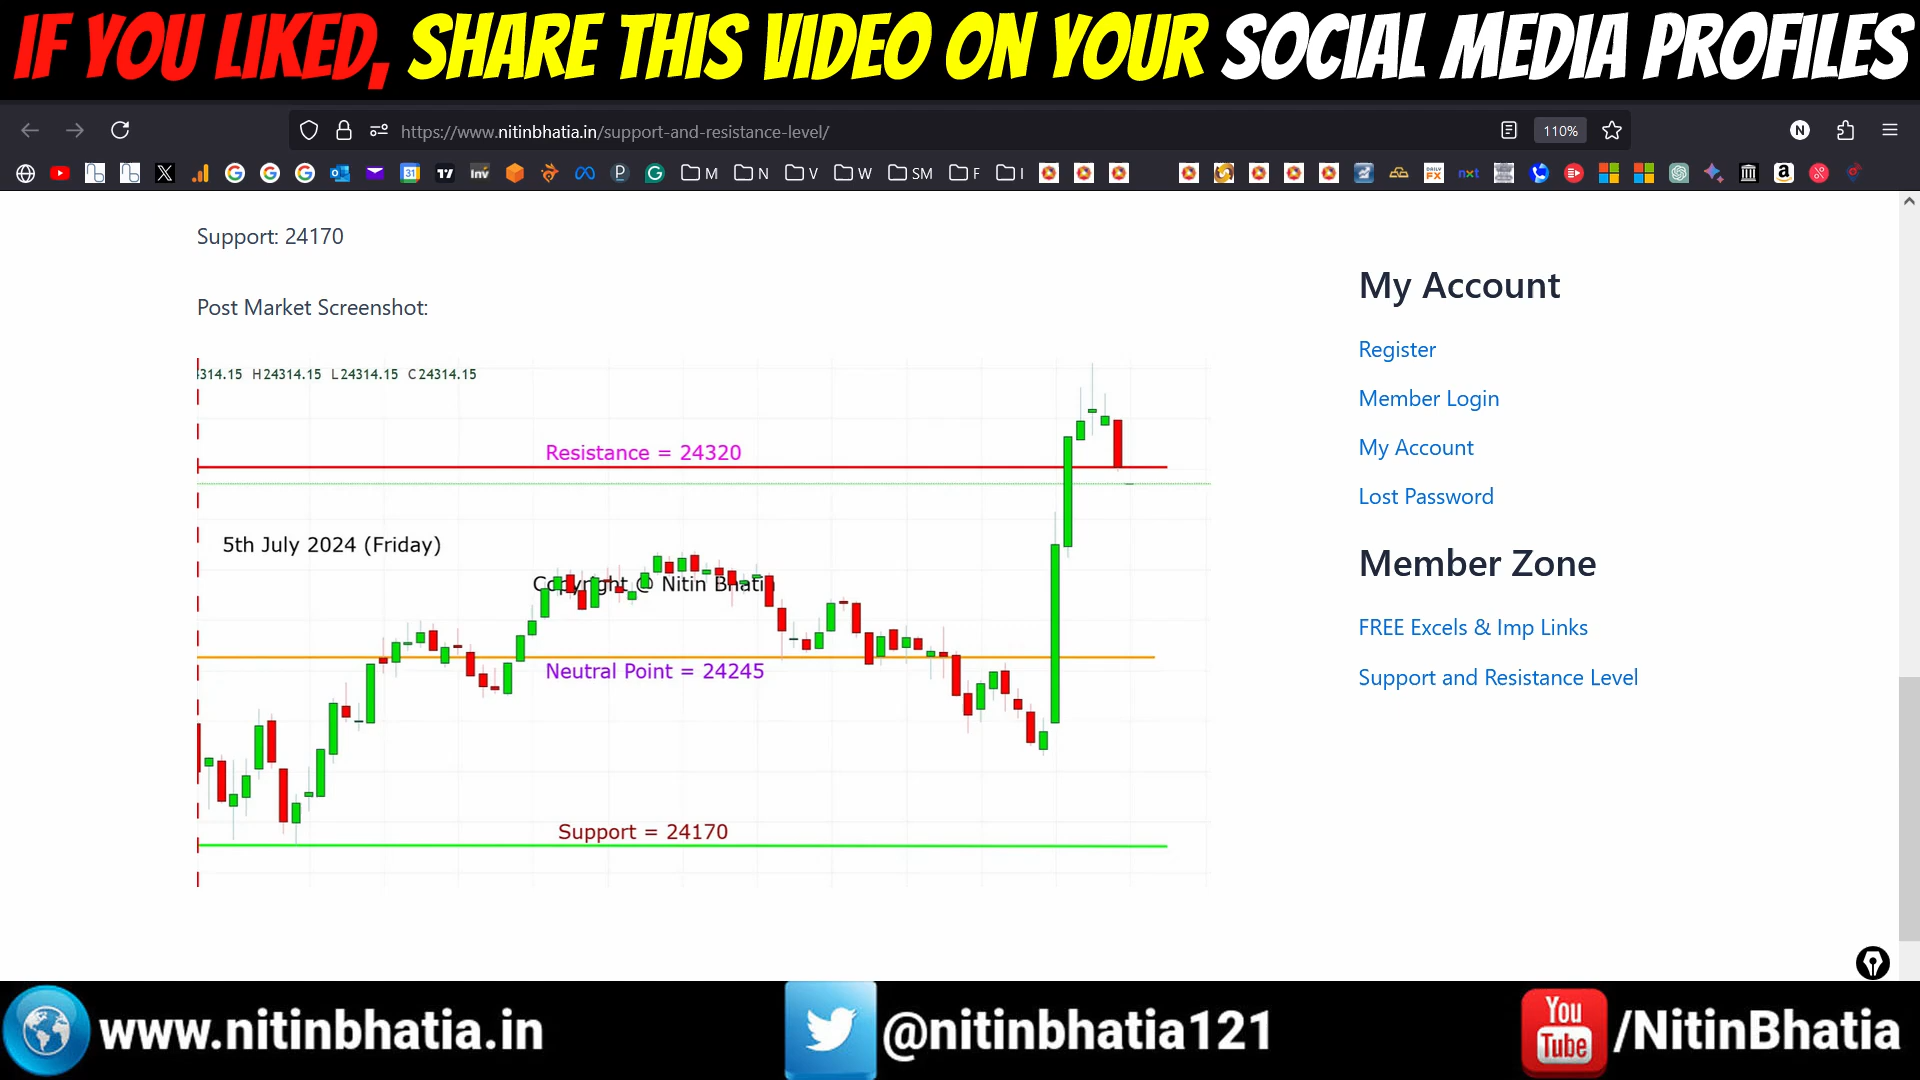 IF YOU LIKED, SHARE THIS VIDEO ON YOUR SOCIAL MEDIA PROFILES
https://www.nitinbhatia.in/support-and-resistance-level/
110%
N
M N V W SM F I
Support: 24170
Post Market Screenshot:
314.15 H24314.15 L24314.15 C24314.15
Resistance = 24320
5th July 2024 (Friday)
Copyright @ Nitin Bhatia
Neutral Point = 24245
Support = 24170
My Account
Register
Member Login
My Account
Lost Password
Member Zone
FREE Excels & Imp Links
Support and Resistance Level
www.nitinbhatia.in
@nitinbhatia121
You Tube /NitinBhatia